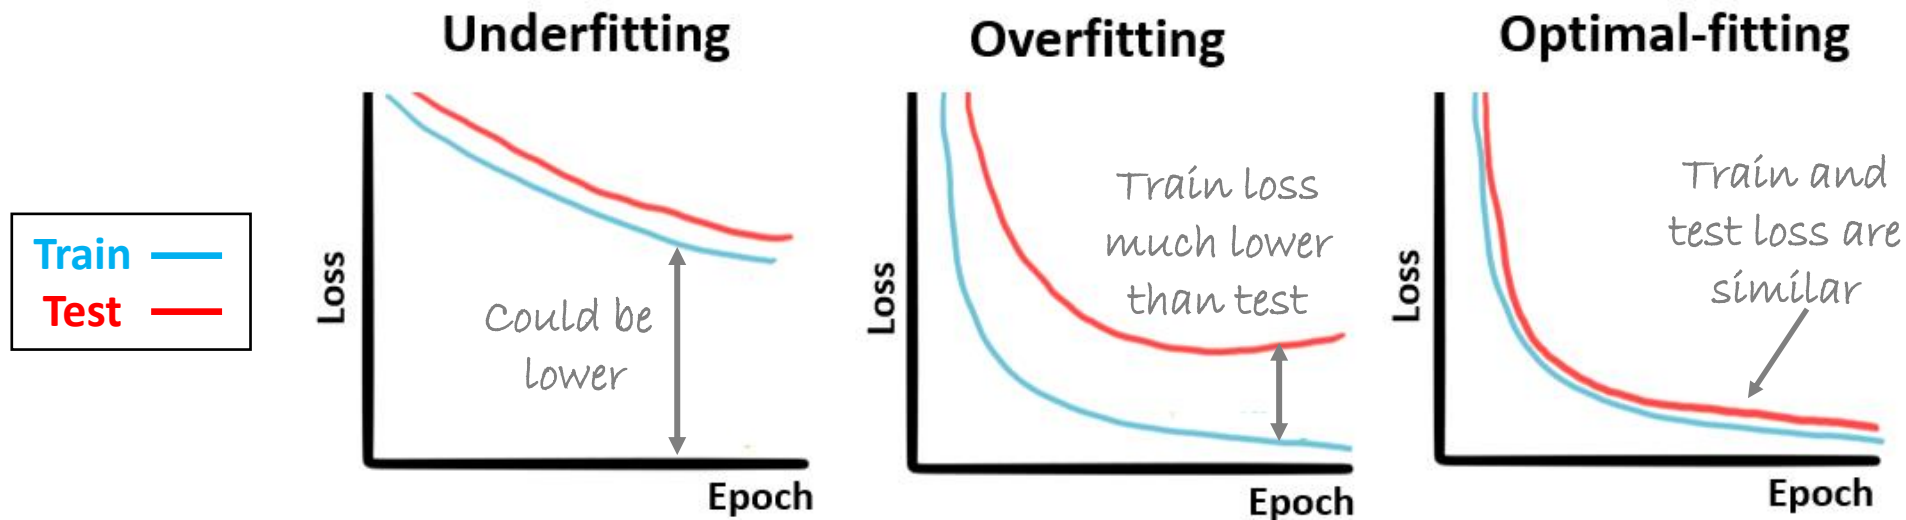 Train
Test
Underfitting
Loss
Could be
lower
Epoch
Overfitting
Loss
Train loss
much lower
than test
Epoch
Optimal-fitting
Loss
Train and
test loss are
similar
Epoch